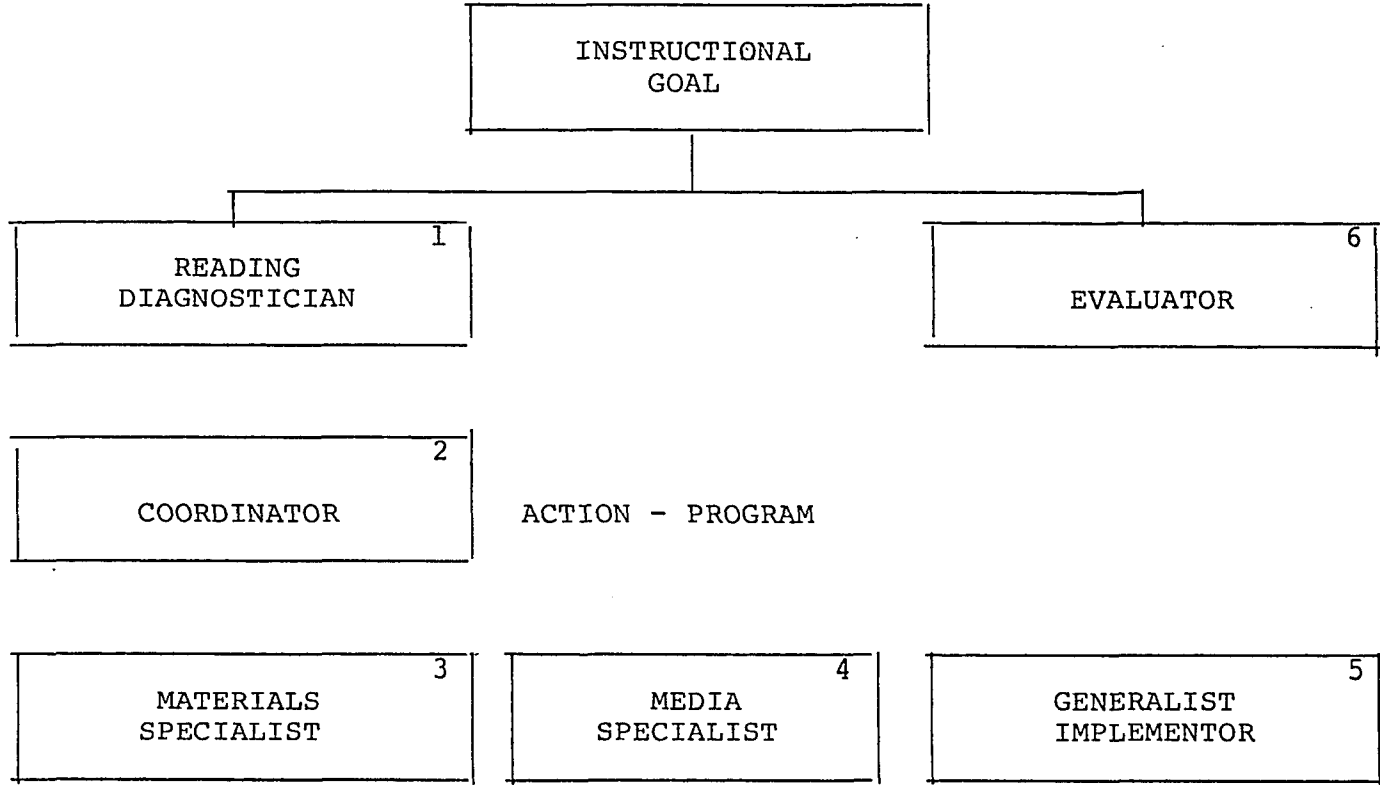 INSTRUCTIONAL
GOAL
1
READING
DIAGNOSTICIAN
6
EVALUATOR
2
COORDINATOR
ACTION - PROGRAM
3
MATERIALS
SPECIALIST
4
MEDIA
SPECIALIST
5
GENERALIST
IMPLEMENTOR